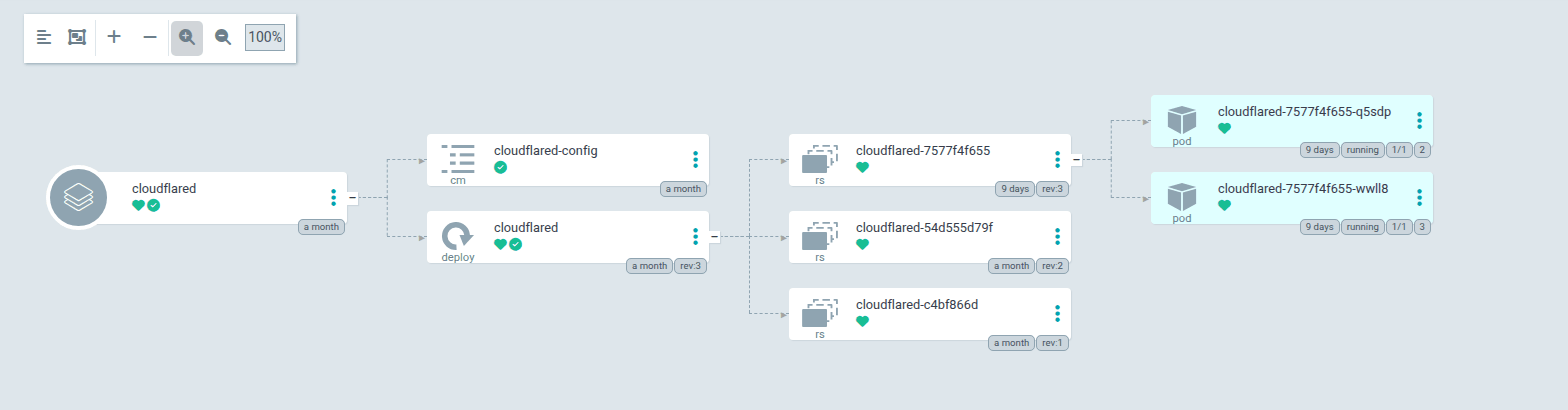 100%
cloudflared
a month
cloudflared-config
cm
a month
cloudflared
deploy
a month rev:3
cloudflared-7577f4f655
rs
9 days rev:3
cloudflared-54d555d79f
rs
a month rev:2
cloudflared-c4bf866d
rs
a month rev:1
cloudflared-7577f4f655-q5sdp
pod
9 days running 1/1 2
cloudflared-7577f4f655-wwll8
pod
9 days running 1/1 3